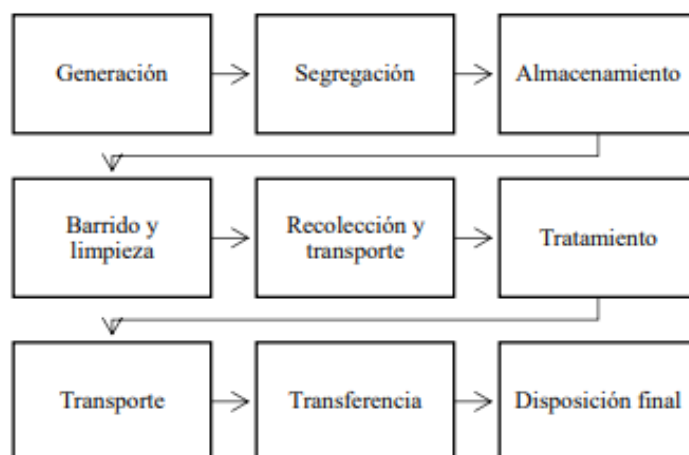 Generación
Segregación
Almacenamiento
Barrido y
limpieza
Recolección y
transporte
Tratamiento
Transporte
Transferencia
Disposición final